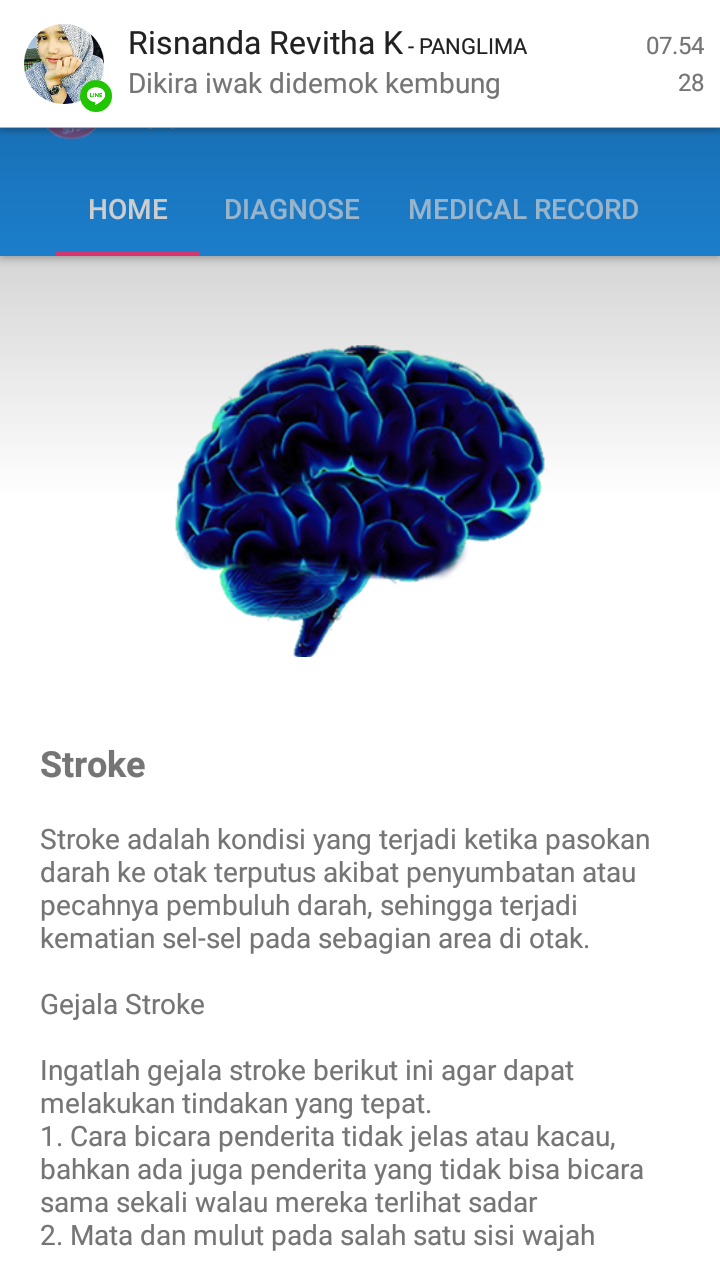 Risnanda Revitha K - PANGLIMA 07.54
Dikira iwak didemok kembung 28
LINE
HOME DIAGNOSE MEDICAL RECORD
Stroke
Stroke adalah kondisi yang terjadi ketika pasokan
darah ke otak terputus akibat penyumbatan atau
pecahnya pembuluh darah, sehingga terjadi
kematian sel-sel pada sebagian area di otak.
Gejala Stroke
Ingatlah gejala stroke berikut ini agar dapat
melakukan tindakan yang tepat.
1. Cara bicara penderita tidak jelas atau kacau,
bahkan ada juga penderita yang tidak bisa bicara
sama sekali walau mereka terlihat sadar
2. Mata dan mulut pada salah satu sisi wajah